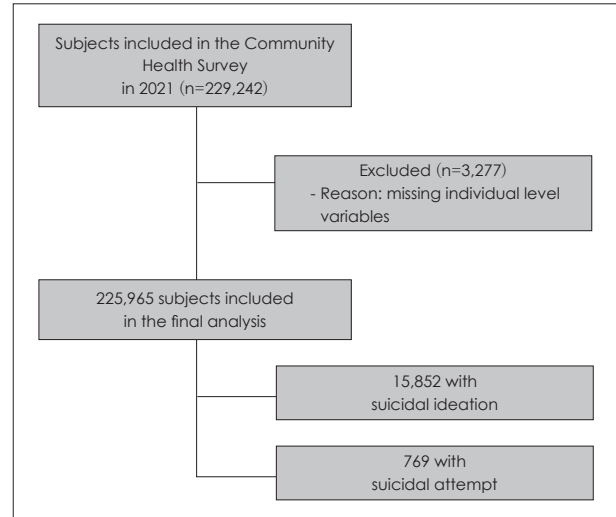 Subjects included in the Community
Health Survey
in 2021 (n=229,242)
Excluded (n=3,277)
- Reason: missing individual level
variables
225,965 subjects included
in the final analysis
15,852 with
suicidal ideation
769 with
suicidal attempt